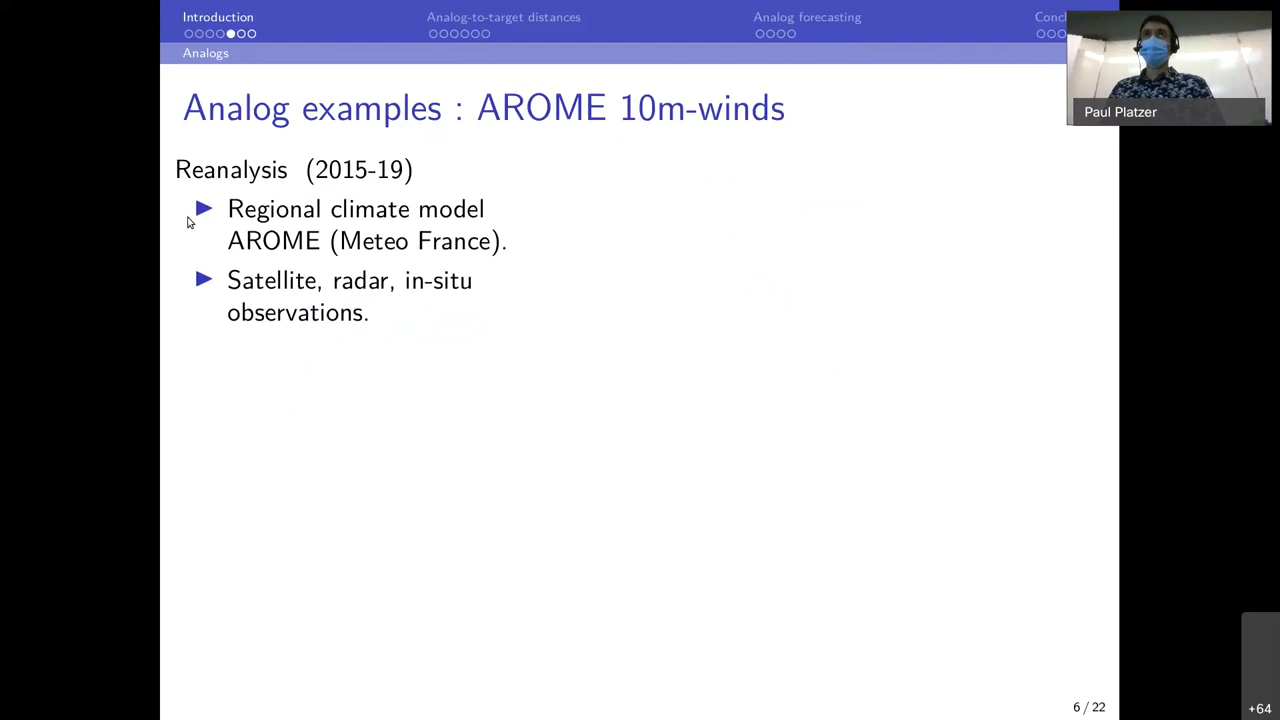 Introduction
Analog-to-target distances
Analog forecasting
Analogs
Paul Platzer
Analog examples : AROME 10m-winds
Reanalysis (2015-19)
Regional climate model
AROME (Meteo France).
Satellite, radar, in-situ
observations.
6 / 22
+64